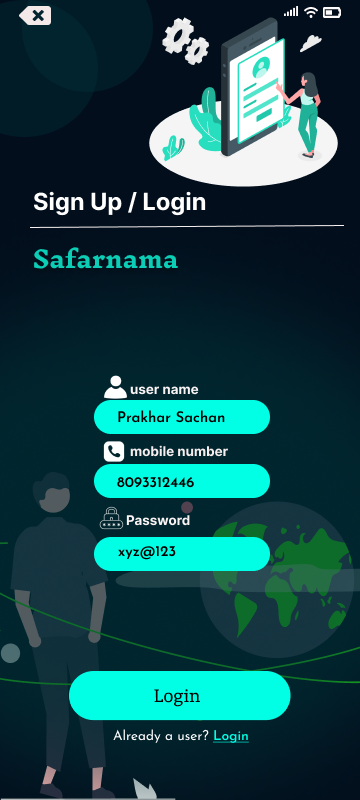 Sign Up / Login
Safarnama
user name
Prakhar Sachan
mobile number
8093312446
Password
xyz@123
Login
Already a user? Login